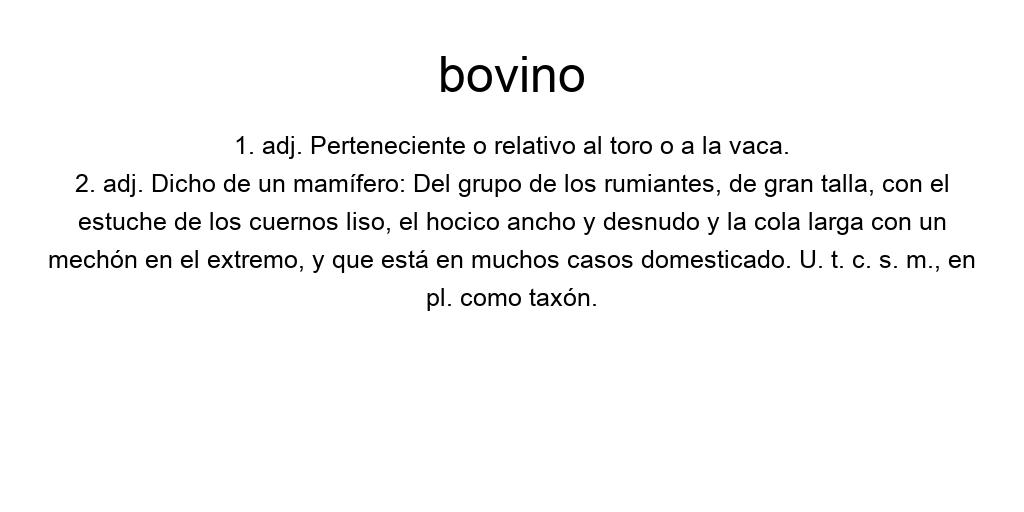 bovino
1. adj. Perteneciente o relativo al toro o a la vaca.
2. adj. Dicho de un mamífero: Del grupo de los rumiantes, de gran talla, con el
estuche de los cuernos liso, el hocico ancho y desnudo y la cola larga con un
mechón en el extremo, y que está en muchos casos domesticado. U. t. c. s. m., en
pl. como taxón.